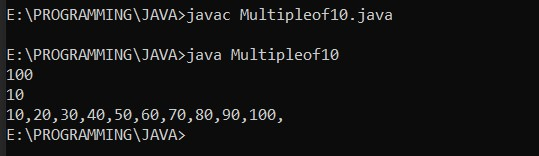 E:\PROGRAMMING\JAVA>javac Multipleof10.java
E:\PROGRAMMING\JAVA>java Multipleof10
100
10
10,20,30,40,50,60,70,80,90,100,
E:\PROGRAMMING\JAVA>